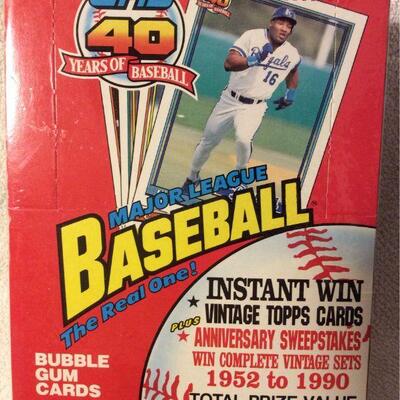 40
YEARS OF BASEBALL
40
Royals
16
MAJOR LEAGUE
BASEBALL
The Real One!
INSTANT WIN
VINTAGE TOPPS CARDS
PLUS
ANNIVERSARY SWEEPSTAKES
WIN COMPLETE VINTAGE SETS
1952 to 1990
TOTAL PRIZE VALUE
BUBBLE
GUM
CARDS